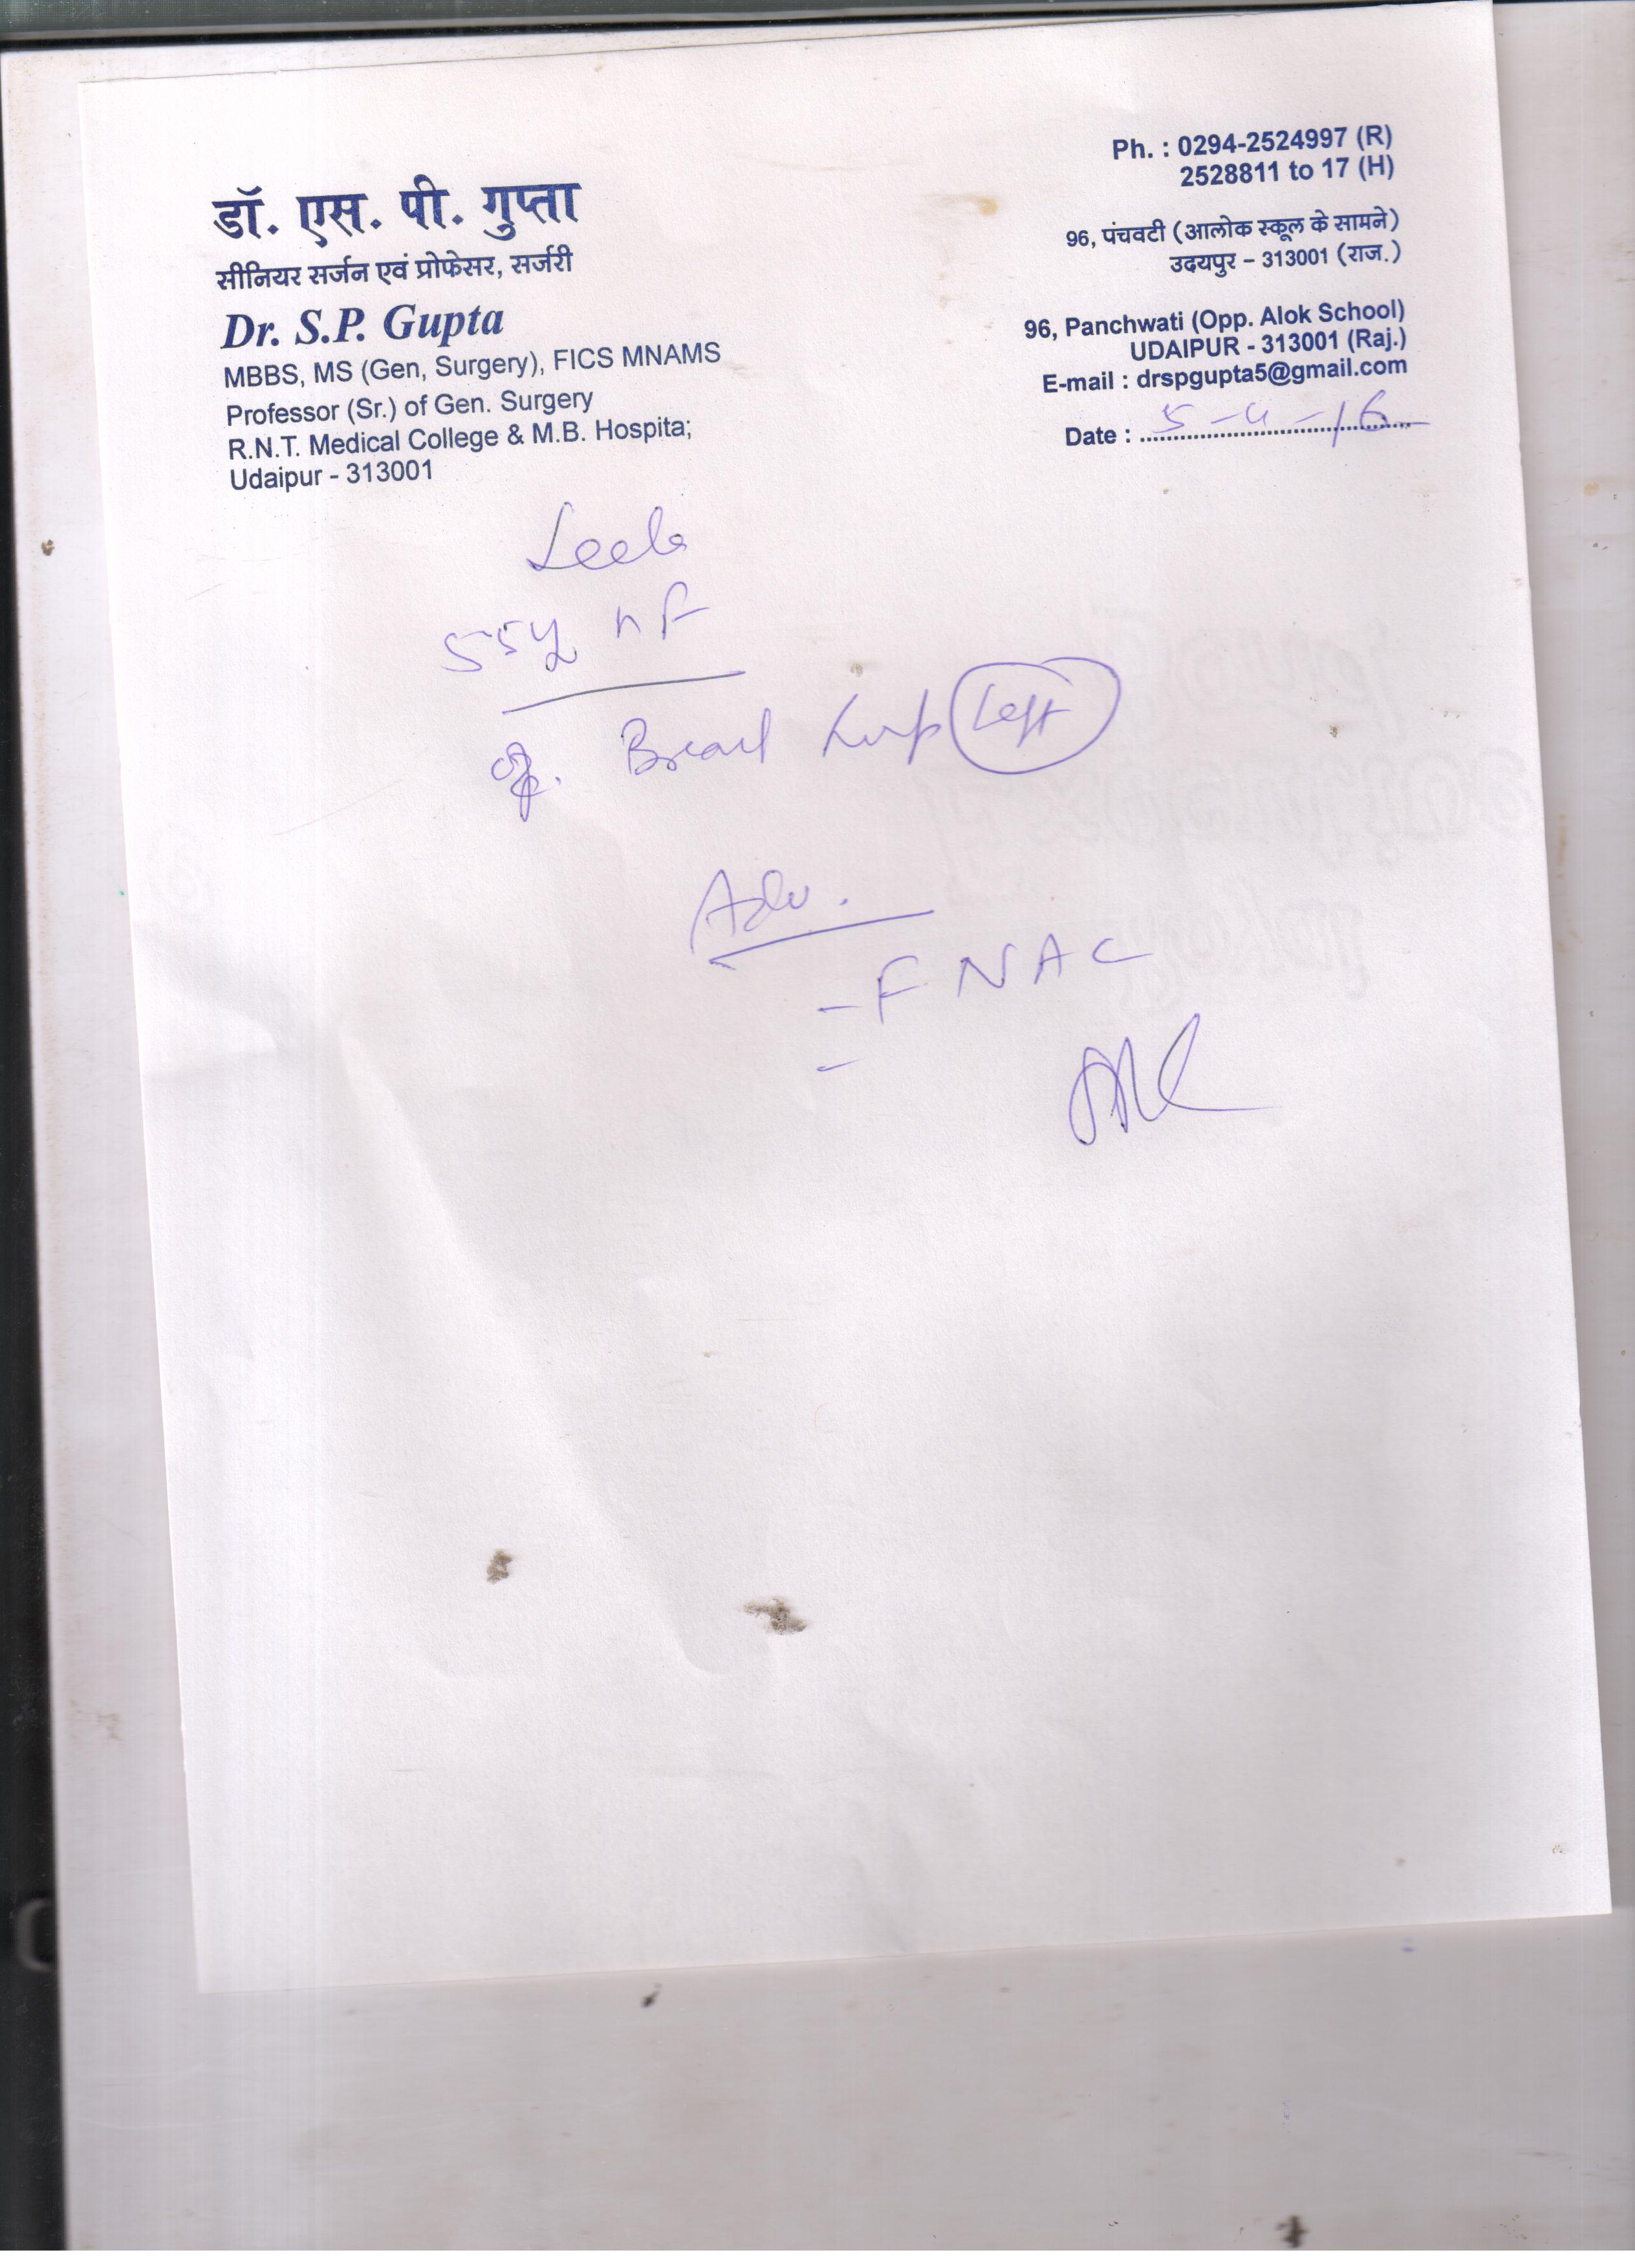 डॉ. एस. पी. गुप्ता
सीनियर सर्जन एवं प्रोफेसर, सर्जरी
Dr. S.P. Gupta
MBBS, MS (Gen, Surgery), FICS MNAMS
Professor (Sr.) of Gen. Surgery
R.N.T. Medical College & M.B. Hospita;
Udaipur - 313001
Ph. : 0294-2524997 (R)
2528811 to 17 (H)
96, पंचवटी (आलोक स्कूल के सामने)
उदयपुर – 313001 (राज.)
96, Panchwati (Opp. Alok School)
UDAIPUR - 313001 (Raj.)
E-mail : drspgupta5@gmail.com
Date : 5-4-16
Leela
55y F
Breast Lump Left
Adv.
- FNAC
-